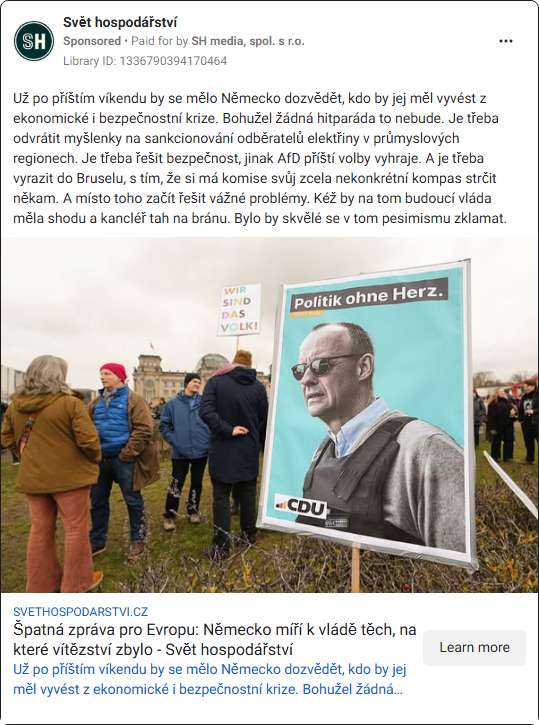 Svět hospodářství
Sponsored • Paid for by SH media, spol. s r.o.
Library ID: 1336790394170464
SH
Už po příštím víkendu by se mělo Německo dozvědět, kdo by jej měl vyvést z
ekonomické i bezpečnostní krize. Bohužel žádná hitparáda to nebude. Je třeba
odvrátit myšlenky na sankcionování odběratelů elektřiny v průmyslových
regionech. Je třeba řešit bezpečnost, jinak AfD příští volby vyhraje. A je třeba
vyrazit do Bruselu, s tím, že si má komise svůj zcela nekonkrétní kompas strčit
někam. A místo toho začít řešit vážné problémy. Kéž by na tom budoucí vláda
měla shodu a kancléř tah na bránu. Bylo by skvělé se v tom pesimismu zklamat.
WIR
SIND
DAS
VOLK!
Politik ohne Herz.
CDU
SVETHOSPODARSTVI.CZ
Špatná zpráva pro Evropu: Německo míří k vládě těch, na
které vítězství zbylo - Svět hospodářství
Už po příštím víkendu by se mělo Německo dozvědět, kdo by jej
měl vyvést z ekonomické i bezpečnostní krize. Bohužel žádná...
Learn more